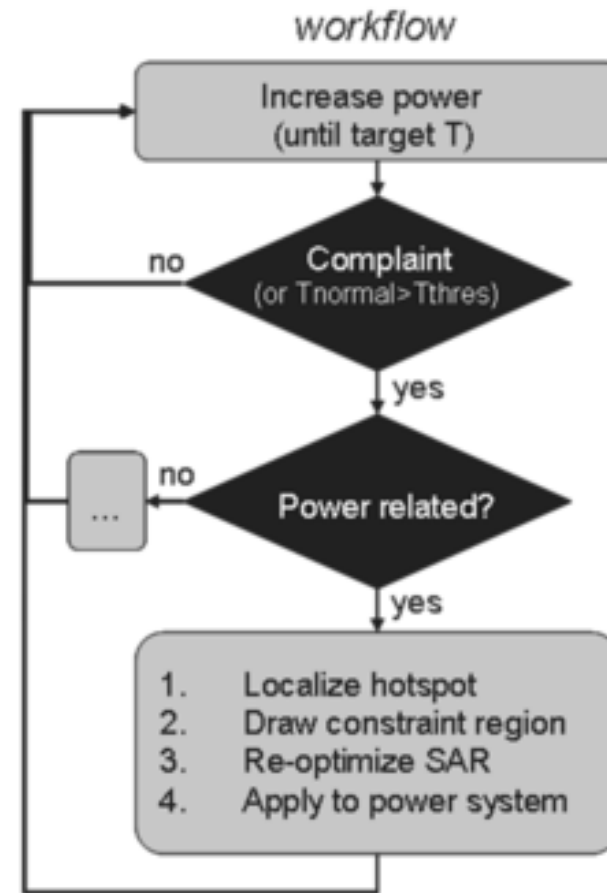 workflow
Increase power
(until target T)
no
Complaint
(or Tnormal>Tthres)
yes
no
...
Power related?
yes
1. Localize hotspot
2. Draw constraint region
3. Re-optimize SAR
4. Apply to power system